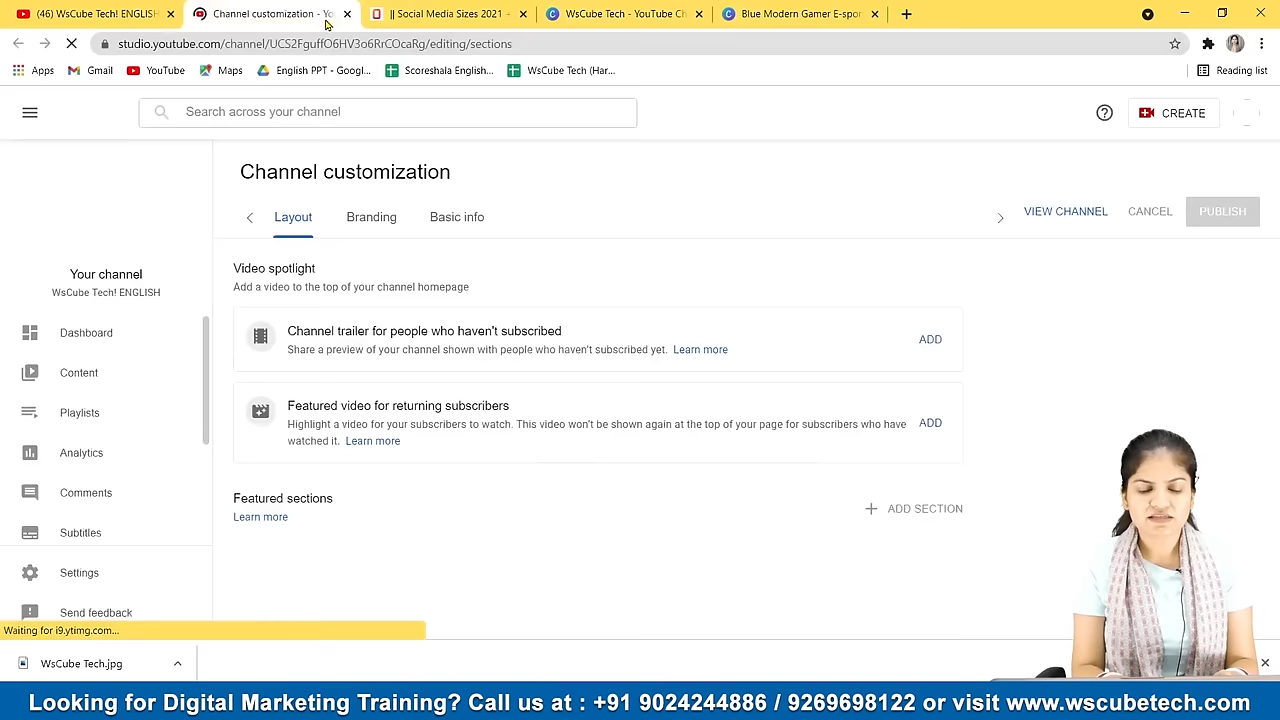 (46) WsCube Tech! ENGLISH
Channel customization - Yo
|| Social Media Sizes 2021 +
WsCube Tech - YouTube Ch
Blue Modern Gamer E-spor
studio.youtube.com/channel/UCS2FguffO6HV3o6RrCOcaRg/editing/sections
Apps
Gmail
YouTube
Maps
English PPT - Googl...
Scoreshala English...
WsCube Tech (Har...
Reading list
Search across your channel
CREATE
Channel customization
Layout
Branding
Basic info
VIEW CHANNEL
CANCEL
PUBLISH
Your channel
WsCube Tech! ENGLISH
Dashboard
Content
Playlists
Analytics
Comments
Subtitles
Settings
Send feedback
Video spotlight
Add a video to the top of your channel homepage
Channel trailer for people who haven't subscribed
Share a preview of your channel shown with people who haven't subscribed yet. Learn more
ADD
Featured video for returning subscribers
Highlight a video for your subscribers to watch. This video won't be shown again at the top of your page for subscribers who have
watched it. Learn more
ADD
Featured sections
Learn more
ADD SECTION
Waiting for i9.ytimg.com...
WsCube Tech.jpg
Looking for Digital Marketing Training? Call us at : +91 9024244886 / 9269698122 or visit www.wscubetech.com